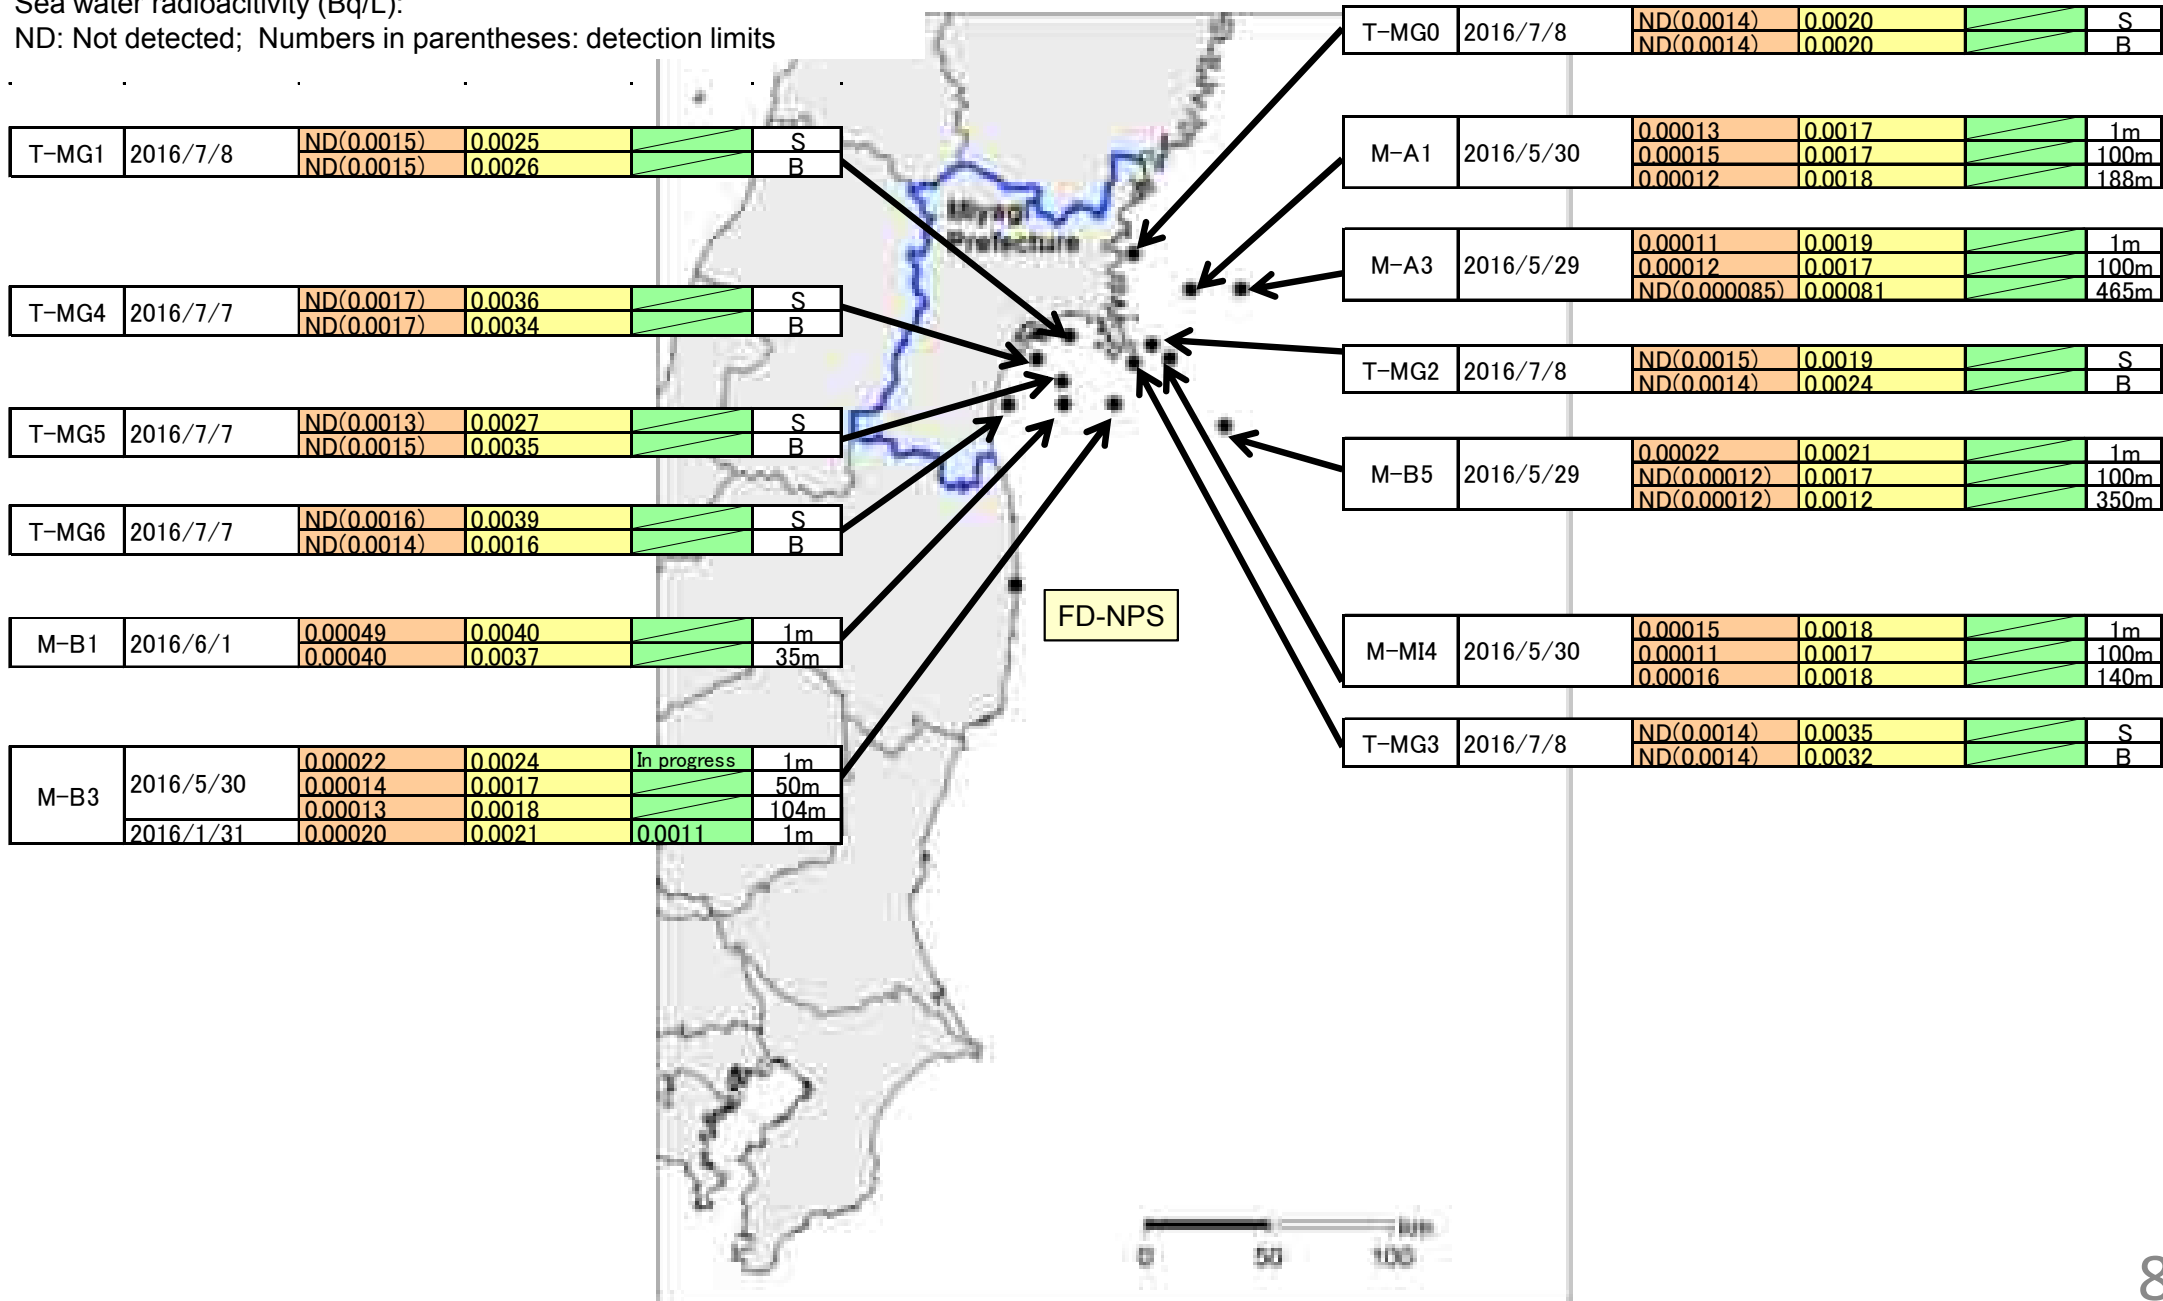 Sea water radioacitivity (Bq/L):
ND: Not detected; Numbers in parentheses: detection limits
T-MG1 2016/7/8 ND(0.0015) 0.0025 S
ND(0.0015) 0.0026 B
T-MG4 2016/7/7 ND(0.0017) 0.0036 S
ND(0.0017) 0.0034 B
T-MG5 2016/7/7 ND(0.0013) 0.0027 S
ND(0.0015) 0.0035 B
T-MG6 2016/7/7 ND(0.0016) 0.0039 S
ND(0.0014) 0.0016 B
M-B1 2016/6/1 0.00049 0.0040 1m
0.00040 0.0037 35m
M-B3 2016/5/30 0.00022 0.0024 In progress 1m
0.00014 0.0017 50m
0.00013 0.0018 104m
2016/1/31 0.00020 0.0021 0.0011 1m
Miyagi
Prefecture
FD-NPS
T-MG0 2016/7/8 ND(0.0014) 0.0020 S
ND(0.0014) 0.0020 B
M-A1 2016/5/30 0.00013 0.0017 1m
0.00015 0.0017 100m
0.00012 0.0018 188m
M-A3 2016/5/29 0.00011 0.0019 1m
0.00012 0.0017 100m
ND(0.000085) 0.00081 465m
T-MG2 2016/7/8 ND(0.0015) 0.0019 S
ND(0.0014) 0.0024 B
M-B5 2016/5/29 0.00022 0.0021 1m
ND(0.00012) 0.0017 100m
ND(0.00012) 0.0012 350m
M-MI4 2016/5/30 0.00015 0.0018 1m
0.00011 0.0017 100m
0.00016 0.0018 140m
T-MG3 2016/7/8 ND(0.0014) 0.0035 S
ND(0.0014) 0.0032 B
km
0 50 100
8